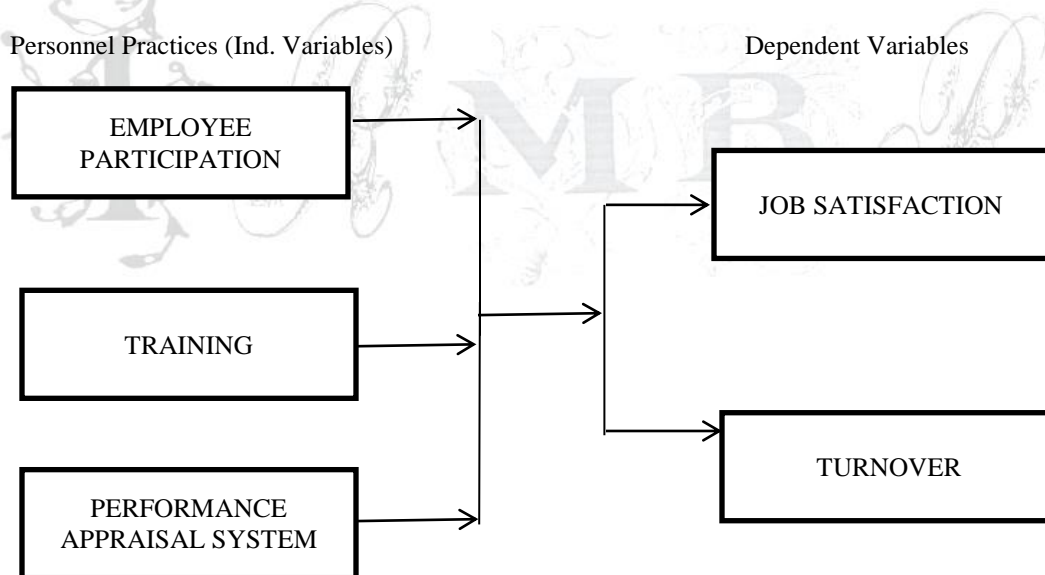 Personnel Practices (Ind. Variables)
Dependent Variables
EMPLOYEE
PARTICIPATION
JOB SATISFACTION
TRAINING
TURNOVER
PERFORMANCE
APPRAISAL SYSTEM